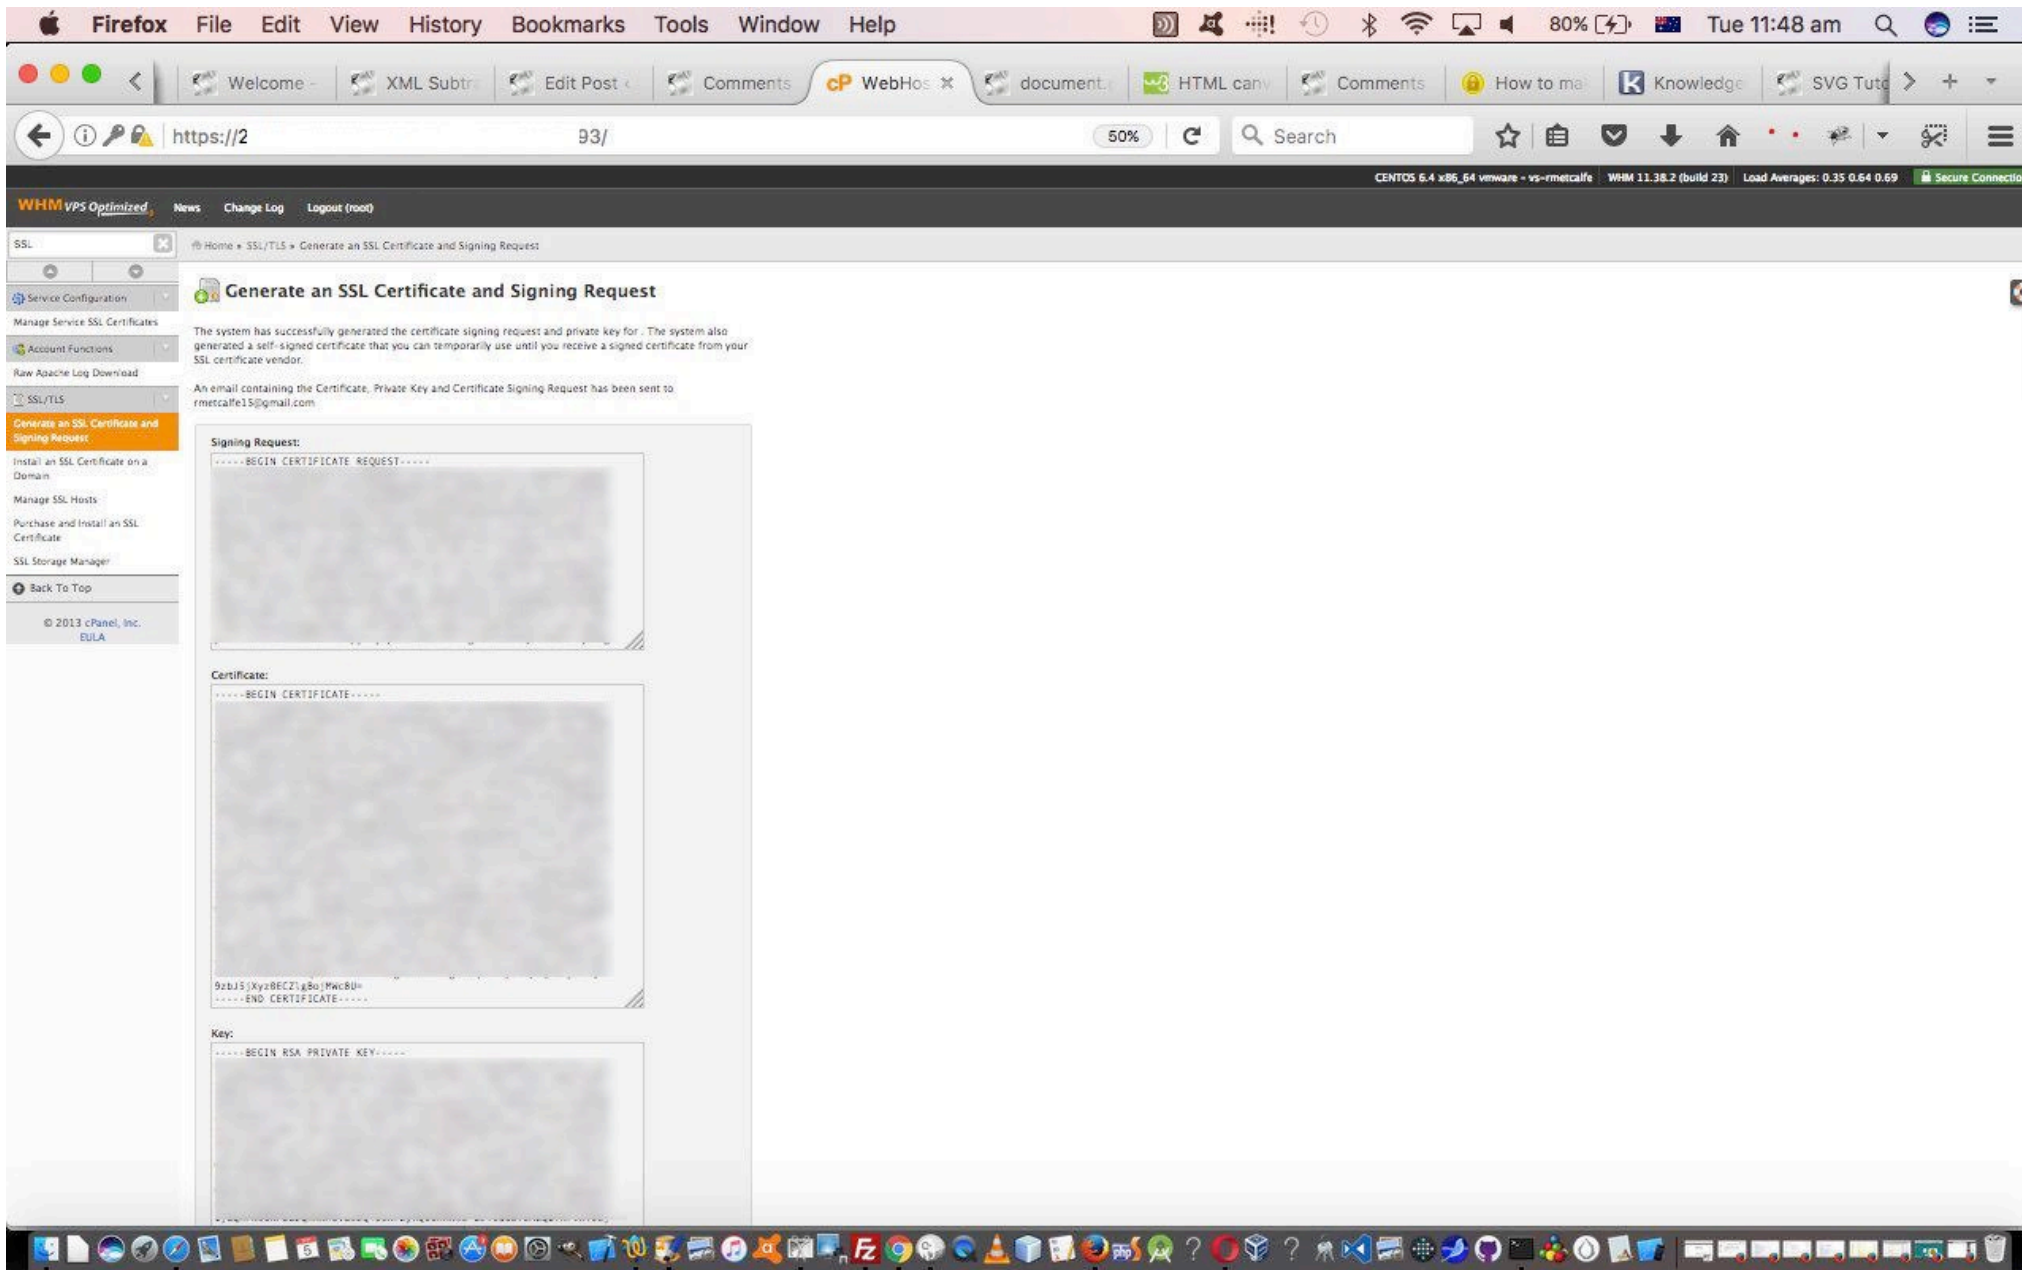 Firefox File Edit View History Bookmarks Tools Window Help 80% Tue 11:48 am
Welcome - XML Subtr Edit Post < Comments cP WebHos × document. HTML canv Comments How to ma Knowledge SVG Tuto
https://2 93/ 50% Search
CENTOS 6.4 x86_64 vmware - vs-rmetcalfe WHM 11.38.2 (build 23) Load Averages: 0.35 0.64 0.69 Secure Connectio
WHM VPS Optimized News Change Log Logout (root)
SSL
Home » SSL/TLS » Generate an SSL Certificate and Signing Request
Service Configuration
Manage Service SSL Certificates
Account Functions
Raw Apache Log Download
SSL/TLS
Generate an SSL Certificate and
Signing Request
Install an SSL Certificate on a
Domain
Manage SSL Hosts
Purchase and Install an SSL
Certificate
SSL Storage Manager
Back To Top
© 2013 cPanel, Inc.
EULA
Generate an SSL Certificate and Signing Request
The system has successfully generated the certificate signing request and private key for . The system also
generated a self-signed certificate that you can temporarily use until you receive a signed certificate from your
SSL certificate vendor.
An email containing the Certificate, Private Key and Certificate Signing Request has been sent to
rmetcalfe15@gmail.com
Signing Request:
-----BEGIN CERTIFICATE REQUEST-----
Certificate:
-----BEGIN CERTIFICATE-----
-----END CERTIFICATE-----
Key:
-----BEGIN RSA PRIVATE KEY-----